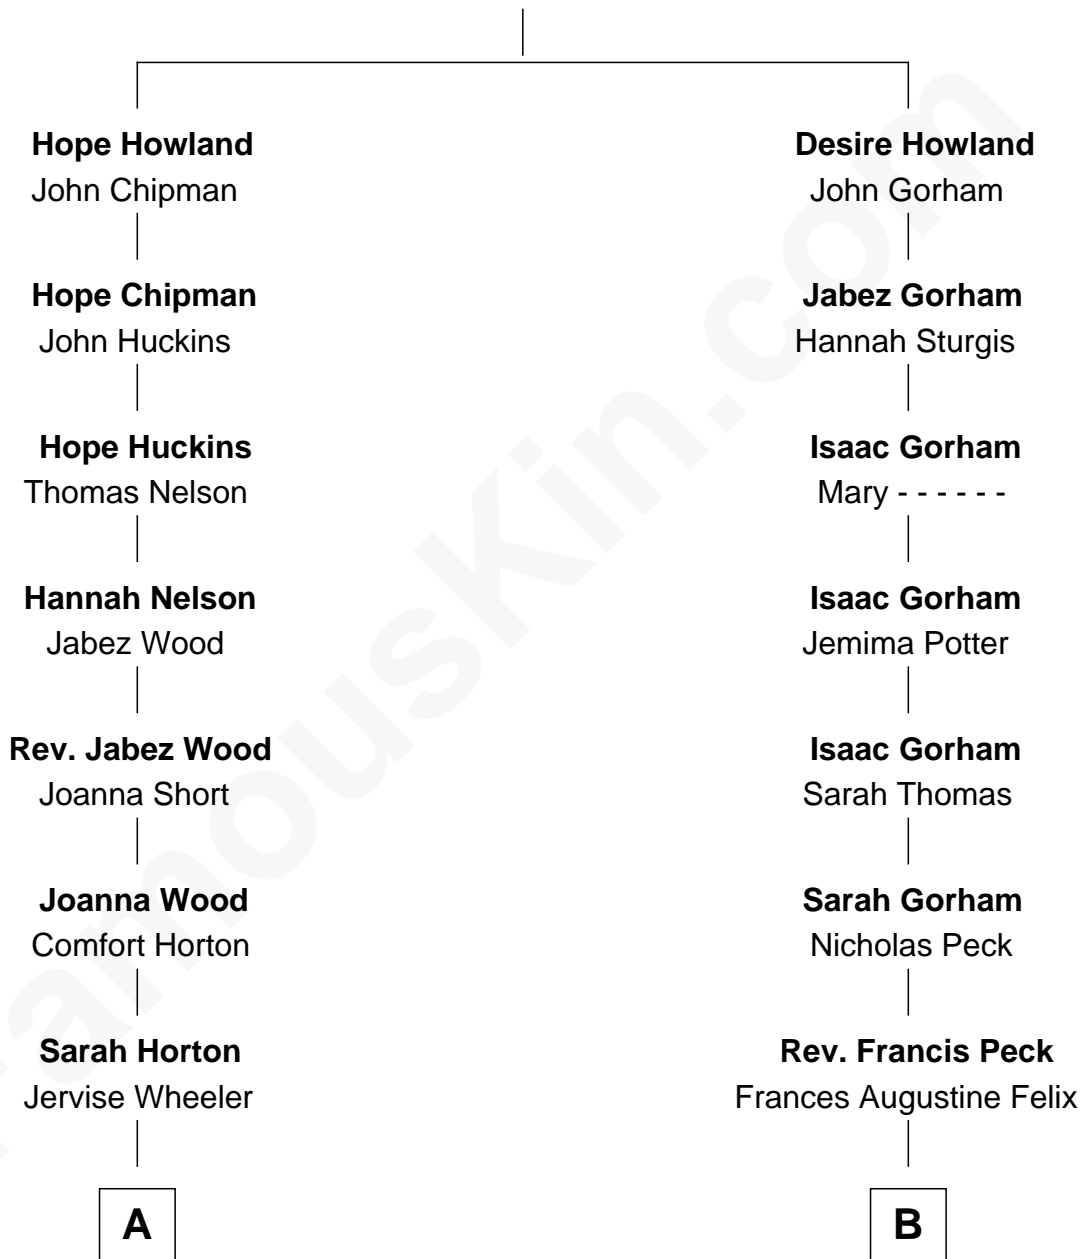 Hope Howland
John Chipman
Desire Howland
John Gorham
Hope Chipman
John Huckins
Jabez Gorham
Hannah Sturgis
Hope Huckins
Thomas Nelson
Isaac Gorham
Mary - - - - - -
Hannah Nelson
Jabez Wood
Isaac Gorham
Jemima Potter
Rev. Jabez Wood
Joanna Short
Isaac Gorham
Sarah Thomas
Joanna Wood
Comfort Horton
Sarah Gorham
Nicholas Peck
Sarah Horton
Jervise Wheeler
Rev. Francis Peck
Frances Augustine Felix
A
B
FamousKin.com